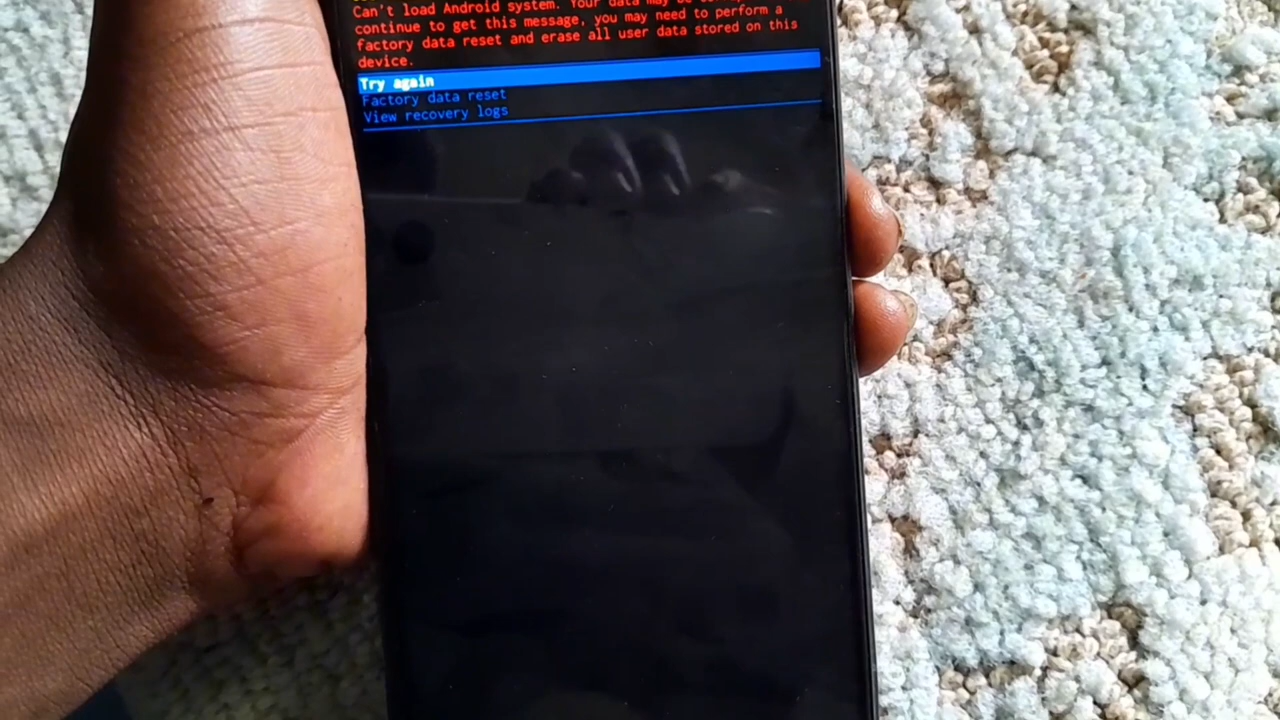 Can't load Android system. Your data may be
continue to get this message, you may need to perform a
factory data reset and erase all user data stored on this
device.
Try again
Factory data reset
View recovery logs